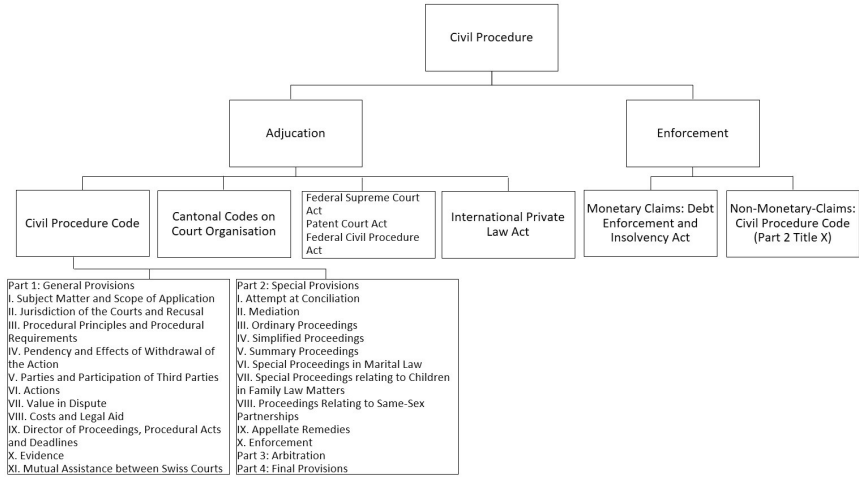 Civil Procedure
Adjucation
Enforcement
Civil Procedure Code
Cantonal Codes on
Court Organisation
Federal Supreme Court
Act
Patent Court Act
Federal Civil Procedure
Act
International Private
Law Act
Monetary Claims: Debt
Enforcement and
Insolvency Act
Non-Monetary-Claims:
Civil Procedure Code
(Part 2 Title X)
Part 1: General Provisions
I. Subject Matter and Scope of Application
II. Jurisdiction of the Courts and Recusal
III. Procedural Principles and Procedural
Requirements
IV. Pendency and Effects of Withdrawal of
the Action
V. Parties and Participation of Third Parties
VI. Actions
VII. Value in Dispute
VIII. Costs and Legal Aid
IX. Director of Proceedings, Procedural Acts
and Deadlines
X. Evidence
XI. Mutual Assistance between Swiss Courts
Part 2: Special Provisions
I. Attempt at Conciliation
II. Mediation
III. Ordinary Proceedings
IV. Simplified Proceedings
V. Summary Proceedings
VI. Special Proceedings in Marital Law
VII. Special Proceedings relating to Children
in Family Law Matters
VIII. Proceedings Relating to Same-Sex
Partnerships
IX. Appellate Remedies
X. Enforcement
Part 3: Arbitration
Part 4: Final Provisions